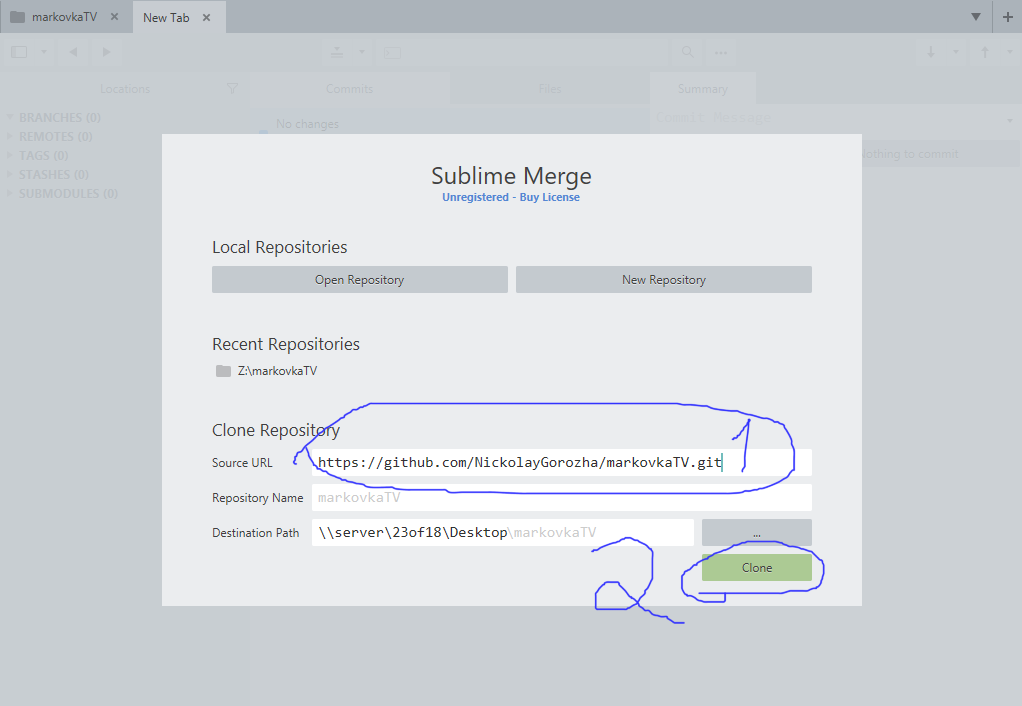 markovkaTV × New Tab ×
Locations Commits Files Summary
BRANCHES (0)
REMOTES (0)
TAGS (0)
STASHES (0)
SUBMODULES (0)
No changes
Commit Message
Nothing to commit
Sublime Merge
Unregistered - Buy License
Local Repositories
Open Repository New Repository
Recent Repositories
Z:\markovkaTV
Clone Repository
1
Source URL https://github.com/NickolayGorozha/markovkaTV.git
Repository Name markovkaTV
Destination Path \\server\23of18\Desktop\markovkaTV ...
2
Clone